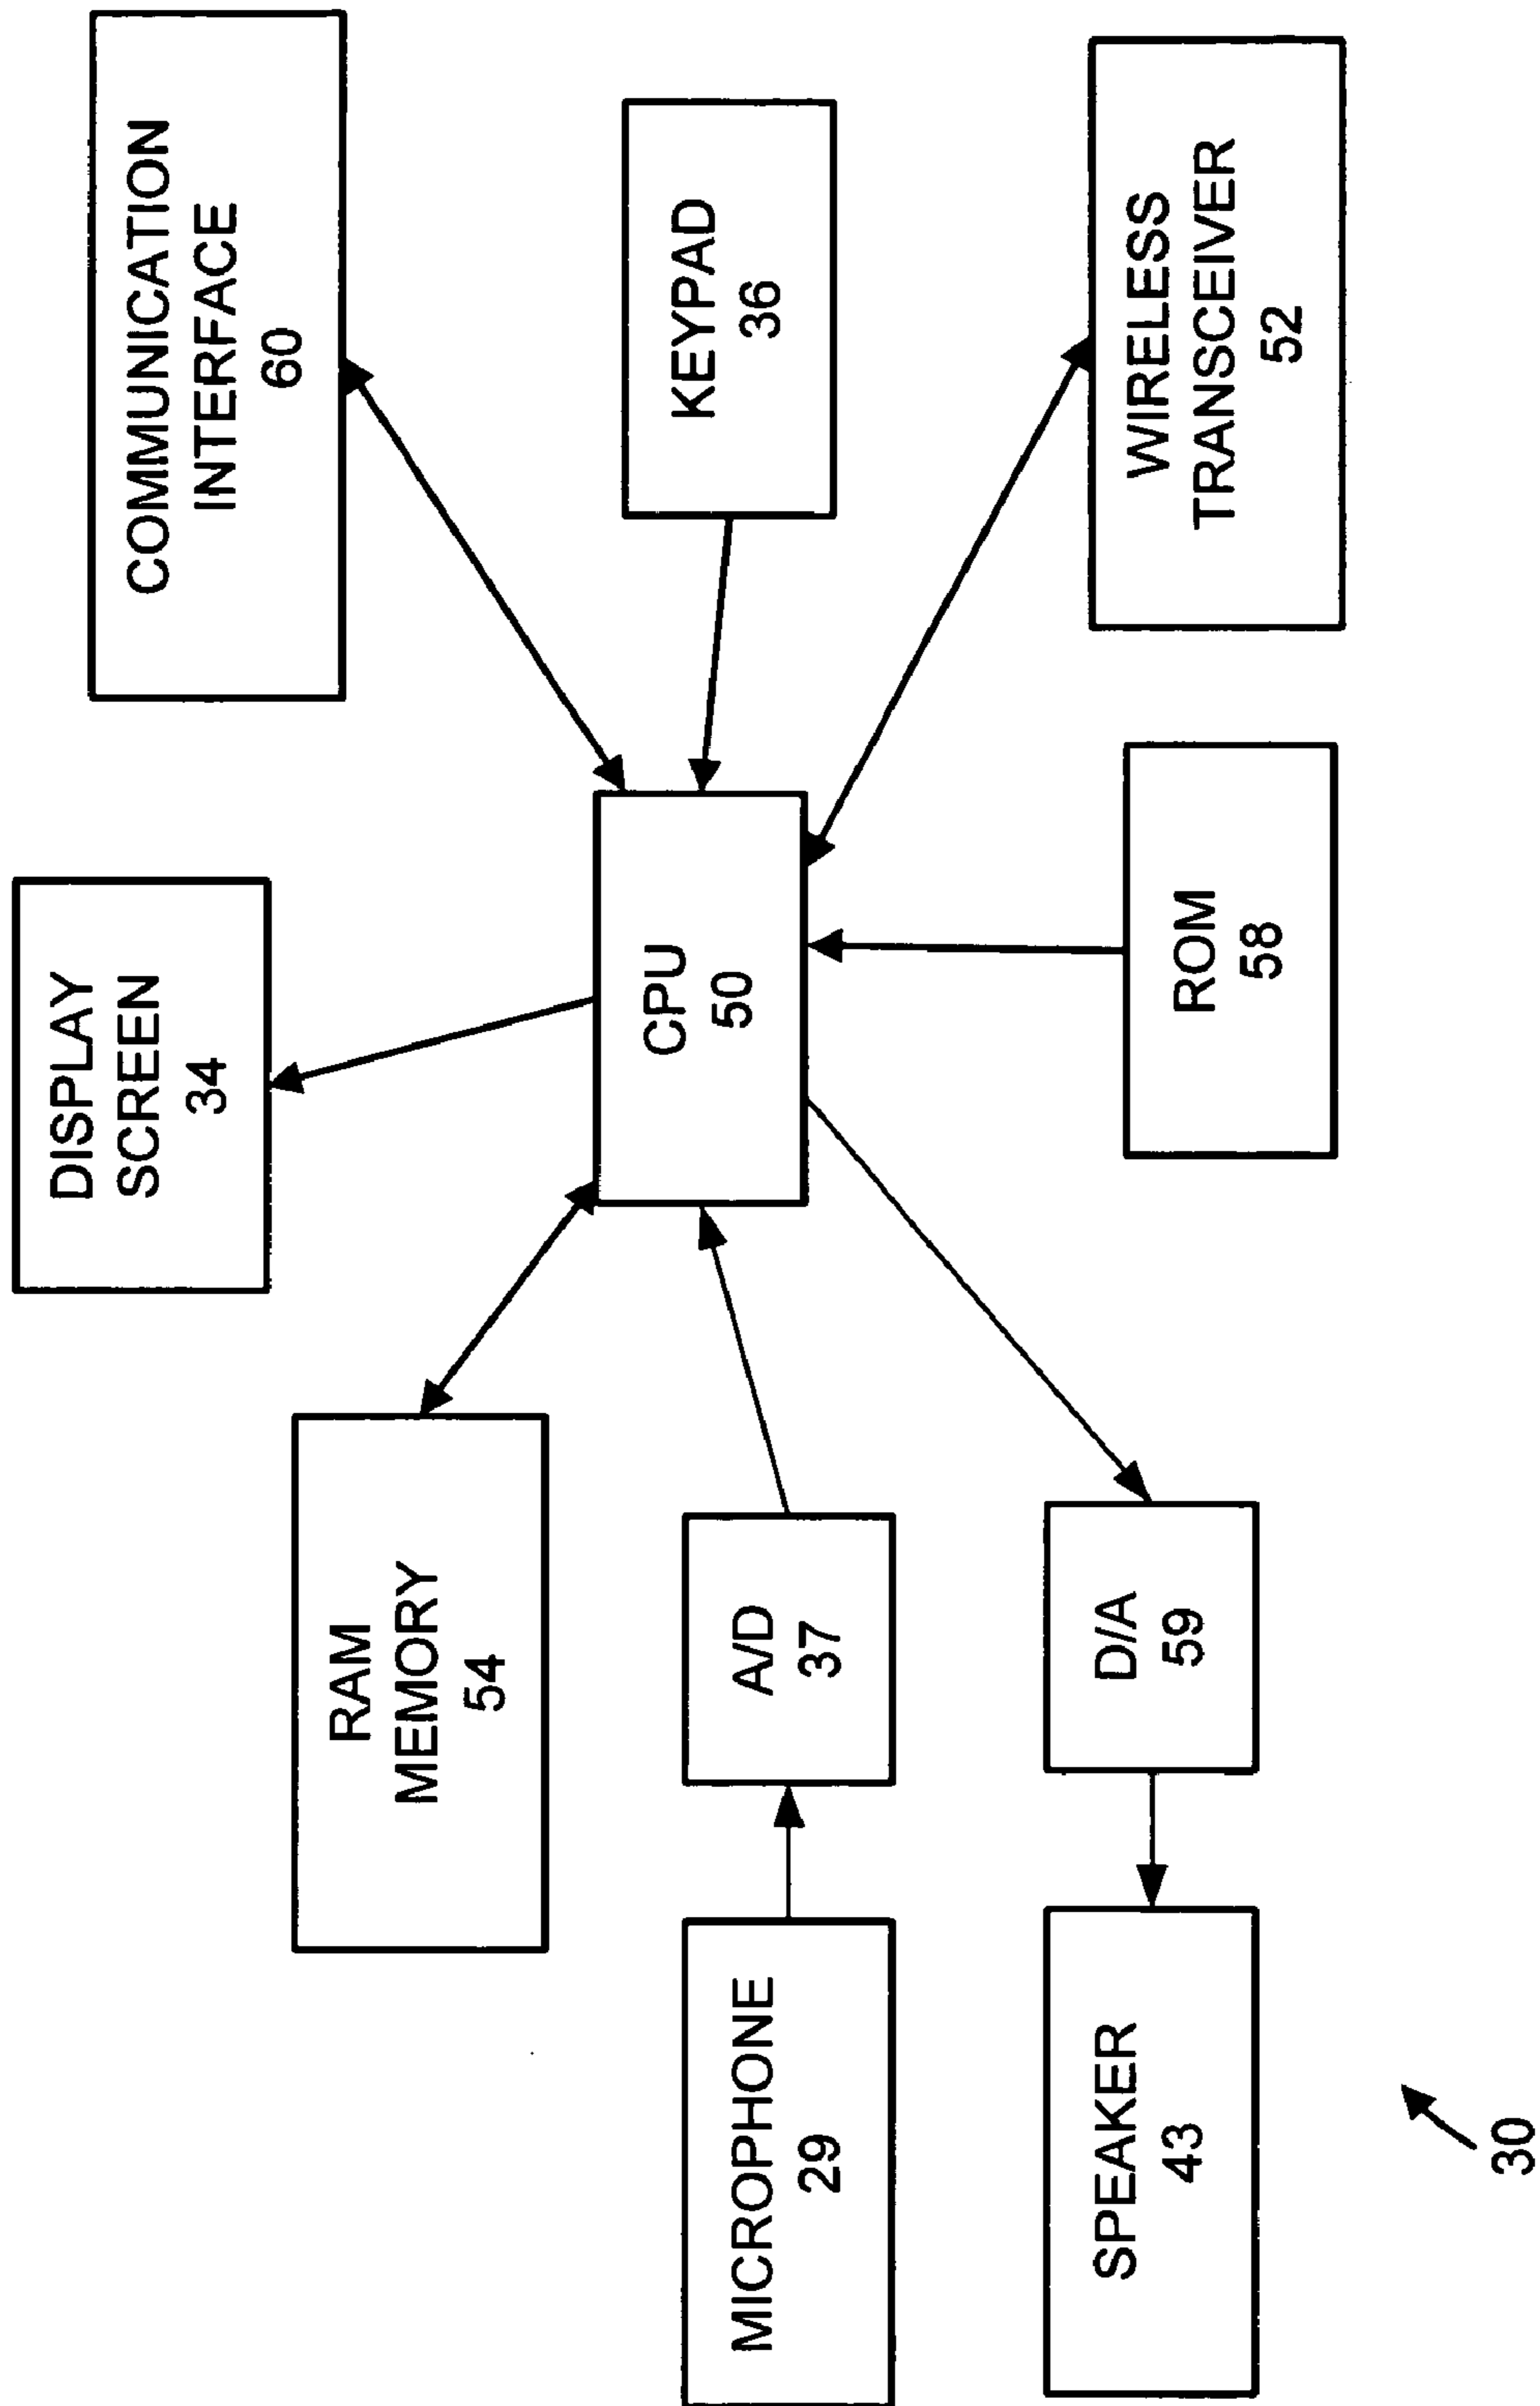 DISPLAY
SCREEN
34
COMMUNICATION
INTERFACE
60
RAM
MEMORY
54
CPU
50
KEYPAD
36
MICROPHONE
29
A/D
37
SPEAKER
43
D/A
59
ROM
58
WIRELESS
TRANSCEIVER
52
30